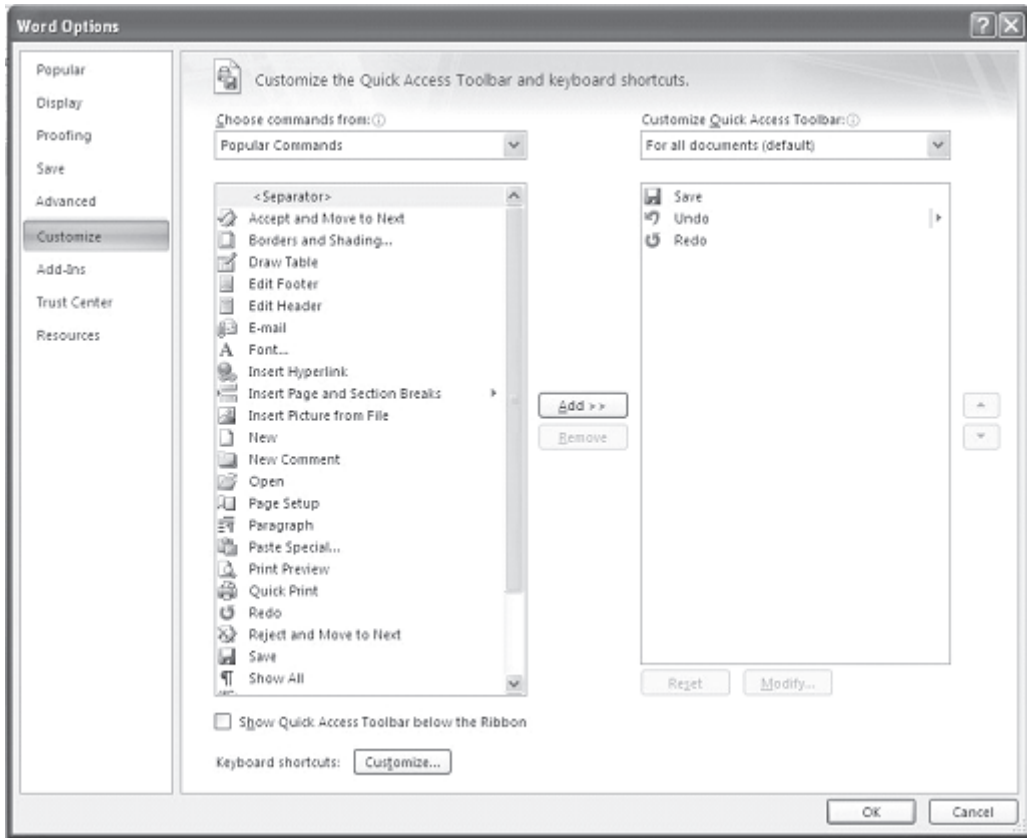 Word Options
Popular
Display
Proofing
Save
Advanced
Customize
Add-Ins
Trust Center
Resources
Customize the Quick Access Toolbar and keyboard shortcuts.
Choose commands from:
Popular Commands
<Separator>
Accept and Move to Next
Borders and Shading...
Draw Table
Edit Footer
Edit Header
E-mail
Font...
Insert Hyperlink
Insert Page and Section Breaks
Insert Picture from File
New
New Comment
Open
Page Setup
Paragraph
Paste Special...
Print Preview
Quick Print
Redo
Reject and Move to Next
Save
Show All
Add >>
Remove
Customize Quick Access Toolbar:
For all documents (default)
Save
Undo
Redo
Reset
Modify...
Show Quick Access Toolbar below the Ribbon
Keyboard shortcuts:
Customize...
OK
Cancel